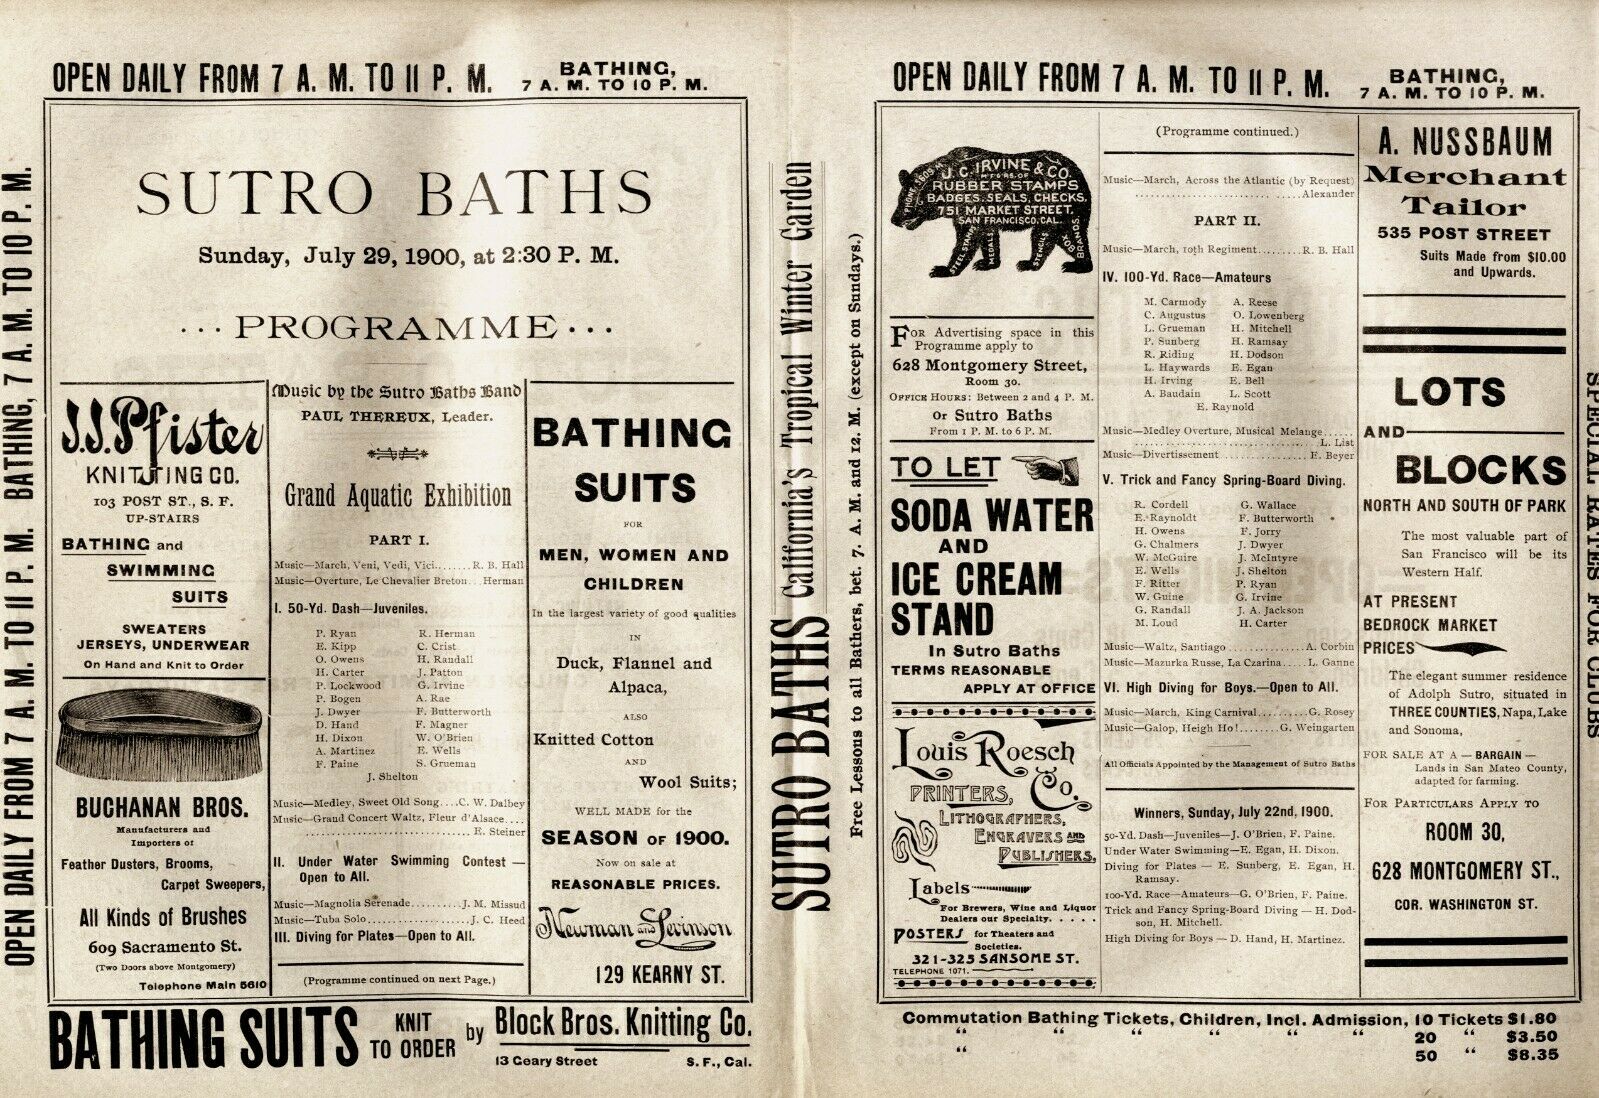 OPEN DAILY FROM 7 A. M. TO 11 P. M.
BATHING,
7 A. M. TO 10 P. M.
OPEN DAILY FROM 7 A. M. TO 11 P. M. BATHING, 7 A. M. TO 10 P. M.
SUTRO BATHS
Sunday, July 29, 1900, at 2:30 P. M.
... PROGRAMME ...
J.J. Pfister
KNITTING CO.
103 POST ST., S. F.
UP-STAIRS
BATHING and
SWIMMING
SUITS
SWEATERS
JERSEYS, UNDERWEAR
On Hand and Knit to Order
BUCHANAN BROS.
Manufacturers and
Importers of
Feather Dusters, Brooms,
Carpet Sweepers,
All Kinds of Brushes
609 Sacramento St.
(Two Doors above Montgomery)
Telephone Main 5610
Music by the Sutro Baths Band
PAUL THEREUX, Leader.
Grand Aquatic Exhibition
PART I.
Music—March, Veni, Vedi, Vici......R. B. Hall
Music—Overture, Le Chevalier Breton...Herman
I. 50-Yd. Dash—Juveniles.
P. Ryan R. Herman
E. Kipp C. Crist
O. Owens H. Randall
H. Carter J. Patton
P. Lockwood G. Irvine
P. Bogen A. Rae
J. Dwyer F. Butterworth
D. Hand F. Magner
H. Dixon W. O'Brien
A. Martinez E. Wells
F. Paine S. Grueman
J. Shelton
Music—Medley, Sweet Old Song....C. W. Dalbey
Music—Grand Concert Waltz, Fleur d'Alsace....
E. Steiner
II. Under Water Swimming Contest—
Open to All.
Music—Magnolia Serenade..........J. M. Missud
Music—Tuba Solo....................J. C. Heed
III. Diving for Plates—Open to All.
(Programme continued on next Page.)
BATHING
SUITS
FOR
MEN, WOMEN AND
CHILDREN
In the largest variety of good qualities
IN
Duck, Flannel and
Alpaca,
ALSO
Knitted Cotton
AND
Wool Suits;
WELL MADE for the
SEASON OF 1900.
Now on sale at
REASONABLE PRICES.
Newman and Levinson
129 KEARNY ST.
BATHING SUITS KNIT TO ORDER by Block Bros. Knitting Co.
13 Geary Street S. F., Cal.
SUTRO BATHS California's Tropical Winter Garden
Free Lessons to all Bathers, bet. 7. A. M. and 12, M. (except on Sundays.)
OPEN DAILY FROM 7 A. M. TO 11 P. M.
BATHING,
7 A. M. TO 10 P. M.
J. C. IRVINE & CO.
M'F'G'RS. OF
RUBBER STAMPS
BADGES, SEALS, CHECKS,
751 MARKET STREET,
SAN FRANCISCO, CAL.
STEEL STAMPS
MEDALS
STENCILS
BOX BRANDS
For Advertising space in this
Programme apply to
628 Montgomery Street,
Room 30.
OFFICE HOURS: Between 2 and 4 P. M.
Or Sutro Baths
From 1 P. M. to 6 P. M.
TO LET
SODA WATER
AND
ICE CREAM
STAND
In Sutro Baths
TERMS REASONABLE
APPLY AT OFFICE
Louis Roesch
Co.
PRINTERS,
LITHOGRAPHERS,
ENGRAVERS AND
PUBLISHERS.
Labels
For Brewers, Wine and Liquor
Dealers our Specialty. . . . .
POSTERS for Theaters and
Societies.
321-325 SANSOME ST.
TELEPHONE 1071.
(Programme continued.)
Music—March, Across the Atlantic (by Request)
Alexander
PART II.
Music—March, 10th Regiment.........R. B. Hall
IV. 100-Yd. Race—Amateurs
M. Carmody A. Reese
C. Augustus O. Lowenberg
L. Grueman H. Mitchell
P. Sunberg H. Ramsay
R. Riding H. Dodson
L. Haywards E. Egan
H. Irving E. Bell
A. Baudain L. Scott
E. Raynold
Music—Medley Overture, Musical Melange......
L. List
Music—Divertissement................E. Beyer
V. Trick and Fancy Spring-Board Diving.
R. Cordell G. Wallace
E. Raynoldt F. Butterworth
H. Owens F. Jorry
G. Chalmers J. Dwyer
W. McGuire J. McIntyre
E. Wells J. Shelton
F. Ritter P. Ryan
W. Guine G. Irvine
G. Randall J. A. Jackson
M. Loud H. Carter
Music—Waltz, Santiago..............A. Corbin
Music—Mazurka Russe, La Czarina.....L. Ganne
VI. High Diving for Boys.—Open to All.
Music—March, King Carnival..........G. Rosey
Music—Galop, Heigh Ho!........G. Weingarten
All Officials Appointed by the Management of Sutro Baths
Winners, Sunday, July 22nd, 1900.
50-Yd. Dash—Juveniles—J. O'Brien, F. Paine.
Under Water Swimming—E. Egan, H. Dixon.
Diving for Plates — E. Sunberg, E. Egan, H.
Ramsay.
100-Yd. Race—Amateurs—G. O'Brien, F. Paine.
Trick and Fancy Spring-Board Diving — H. Dod-
son, H. Mitchell.
High Diving for Boys — D. Hand, H. Martinez.
A. NUSSBAUM
Merchant
Tailor
535 POST STREET
Suits Made from $10.00
and Upwards.
LOTS
AND
BLOCKS
NORTH AND SOUTH OF PARK
The most valuable part of
San Francisco will be its
Western Half.
AT PRESENT
BEDROCK MARKET
PRICES
The elegant summer residence
of Adolph Sutro, situated in
THREE COUNTIES, Napa, Lake
and Sonoma,
FOR SALE AT A — BARGAIN —
Lands in San Mateo County,
adapted for farming.
FOR PARTICULARS APPLY TO
ROOM 30,
628 MONTGOMERY ST.,
COR. WASHINGTON ST.
SPECIAL RATES FOR CLUBS
Commutation Bathing Tickets, Children, Incl. Admission, 10 Tickets $1.80
“ “ “ “ “ “ 20 “ $3.50
“ 50 “ $8.35